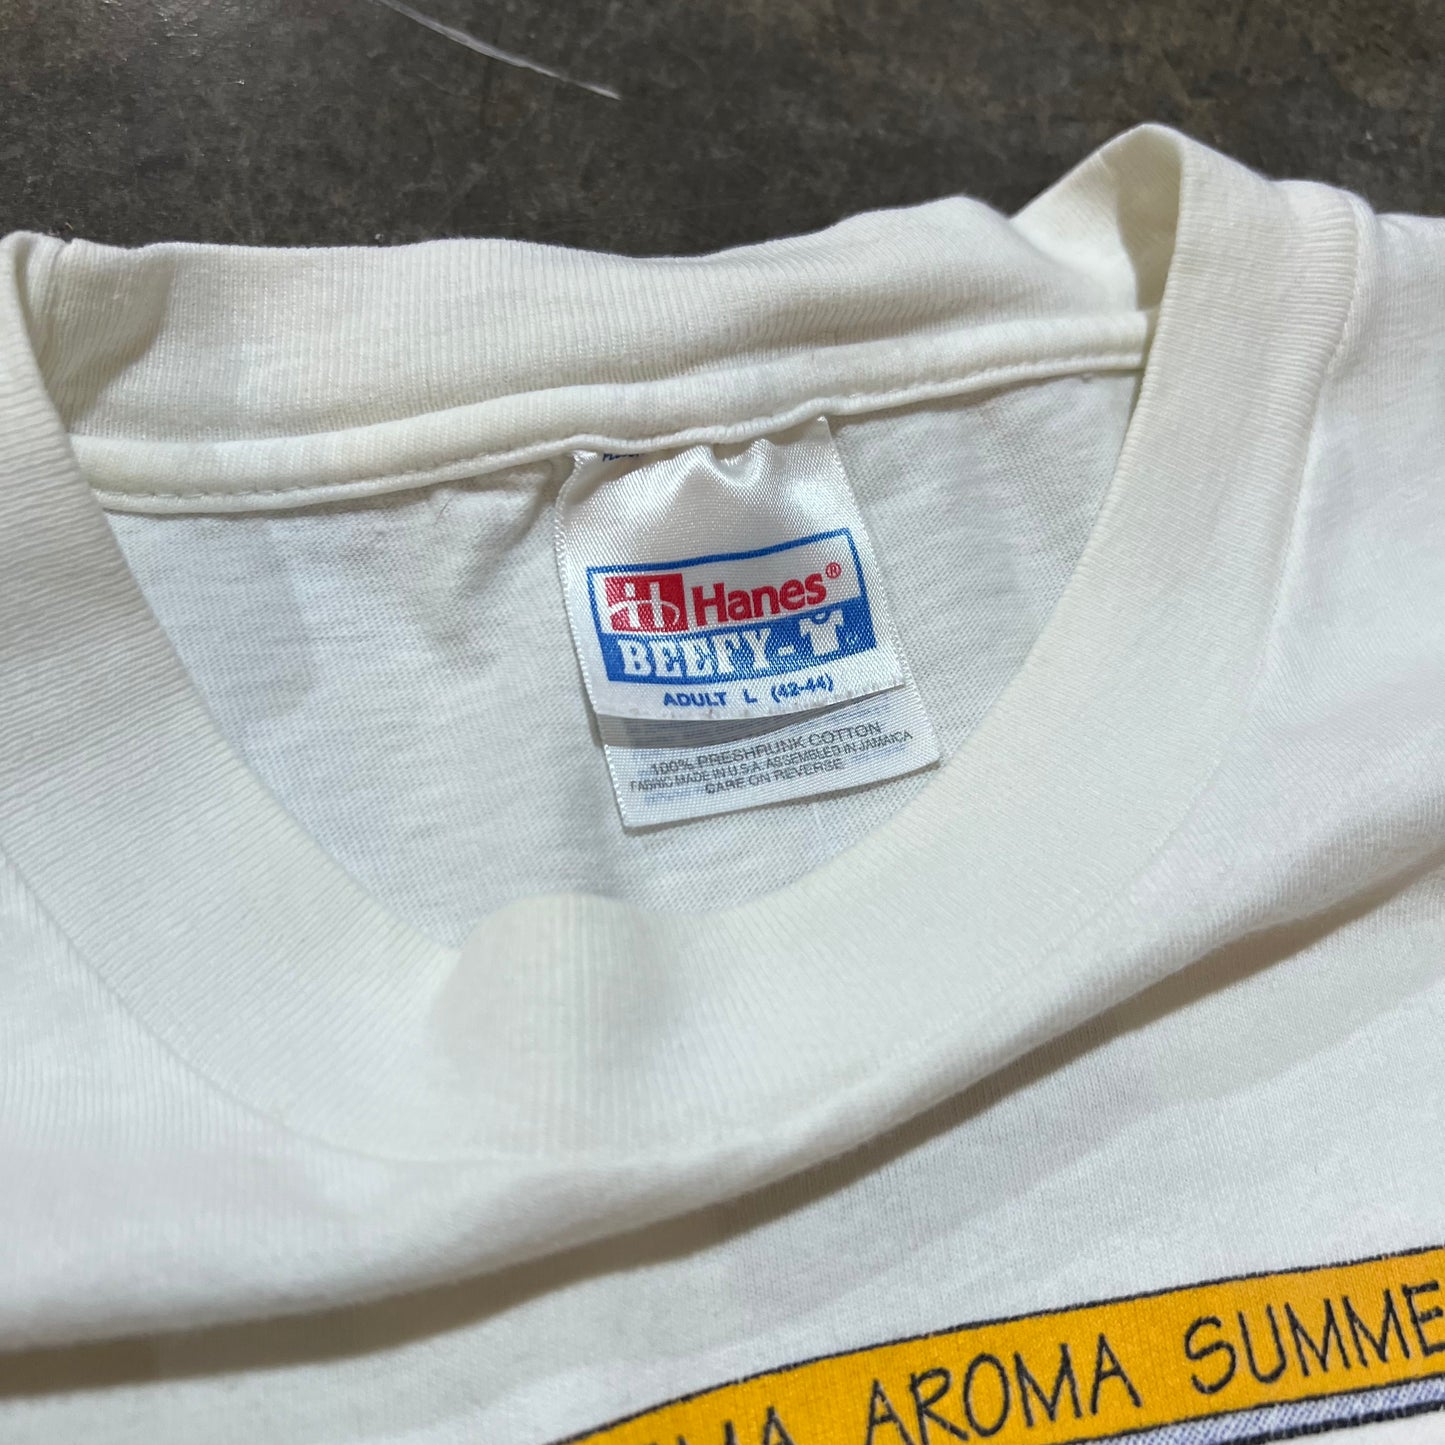 Hanes®
BEEFY-T®
ADULT L (42-44)
100% PRESHRUNK COTTON
FABRIC MADE IN U.S.A. ASSEMBLED IN JAMAICA
CARE ON REVERSE
AROMA SUMME